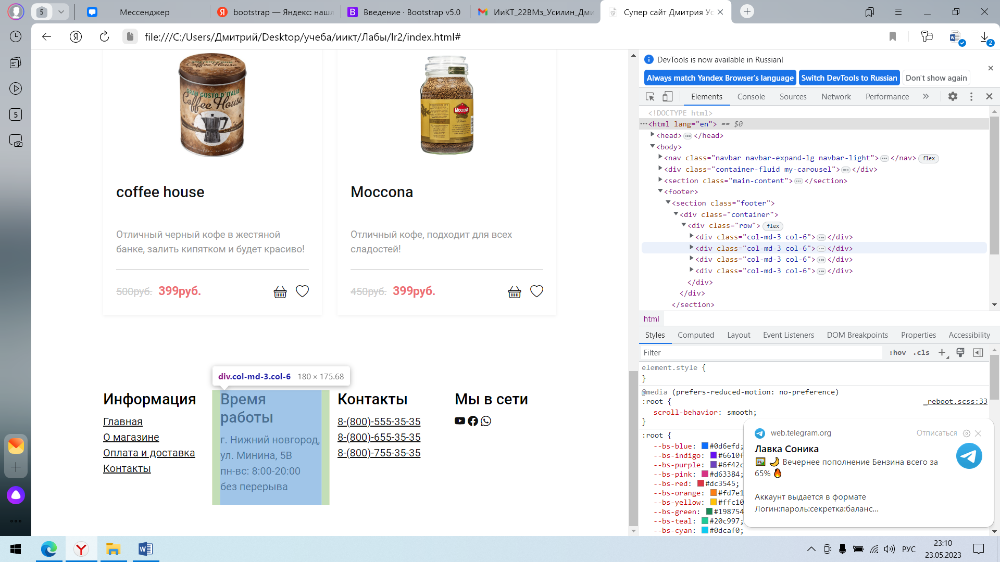 5
Мессенджер
bootstrap — Яндекс: нашл
Введение · Bootstrap v5.0
ИиКТ_22ВМз_Усилин_Дми
Супер сайт Дмитрия Ус
file:///C:/Users/Дмитрий/Desktop/учеба/иикт/Лабы/lr2/index.html#
2
5
GRAN GUSTO D'ITALIA
Coffee House
MOCCONA
coffee house
Отличный черный кофе в жестяной
банке, залить кипятком и будет красиво!
500руб. 399руб.
Moccona
Отличный кофе, подходит для всех
сладостей!
450руб. 399руб.
div.col-md-3.col-6 180 × 175.68
Информация
Главная
О магазине
Оплата и доставка
Контакты
Время
работы
г. Нижний новгород,
ул. Минина, 5В
пн-вс: 8:00-20:00
без перерыва
Контакты
8-(800)-555-35-35
8-(800)-655-35-35
8-(800)-755-35-35
Мы в сети
DevTools is now available in Russian!
Always match Yandex Browser's language
Switch DevTools to Russian
Don't show again
Elements Console Sources Network Performance
<!DOCTYPE html>
<html lang="en"> == $0
<head> ••• </head>
<body>
<nav class="navbar navbar-expand-lg navbar-light"> ••• </nav> flex
<div class="container-fluid my-carousel"> ••• </div>
<section class="main-content"> ••• </section>
<footer>
<section class="footer">
<div class="container">
<div class="row"> flex
<div class="col-md-3 col-6"> ••• </div>
<div class="col-md-3 col-6"> ••• </div>
<div class="col-md-3 col-6"> ••• </div>
<div class="col-md-3 col-6"> ••• </div>
</div>
</div>
</section>
html
Styles Computed Layout Event Listeners DOM Breakpoints Properties Accessibility
Filter :hov .cls
element.style {
}
@media (prefers-reduced-motion: no-preference)
:root { _reboot.scss:33
scroll-behavior: smooth;
}
:root {
--bs-blue: #0d6efd;
--bs-indigo: #6610f
--bs-purple: #6f42c
--bs-pink: #d63384;
--bs-red: #dc3545;
--bs-orange: #fd7e1
--bs-yellow: #ffc10
--bs-green: #198754
--bs-teal: #20c997;
--bs-cyan: #0dcaf0;
web.telegram.org Отписаться
Лавка Соника
Вечернее пополнение Бензина всего за
65%
Аккаунт выдается в формате
Логин:пароль:секретка:баланс...
РУС
23:10
23.05.2023